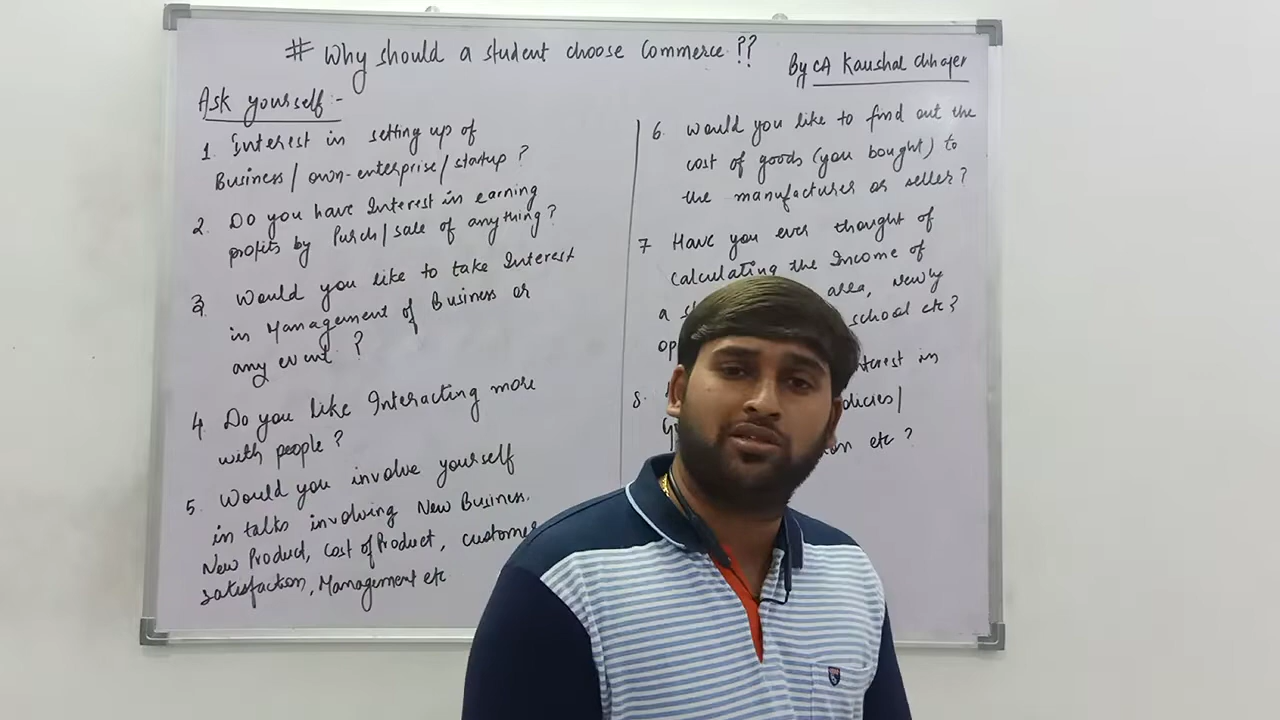 # Why should a student choose Commerce ??
By CA Kaushal Chhajer
Ask yourself :-
1. Interest in setting up of
Business / own-enterprise / startup ?
2. Do you have Interest in earning
profits by Purch / sale of anything ?
3. Would you like to take Interest
in Management of Business or
any event ?
4. Do you like Interacting more
with people ?
5. Would you involve yourself
in talks involving New Business,
New Product, Cost of Product, customer
satisfaction, Management etc
6. Would you like to find out the
cost of goods (you bought) to
the manufacturer or seller ?
7 Have you ever thought of
calculating the Income of
a area, newly
school etc ?
8. in
etc ?